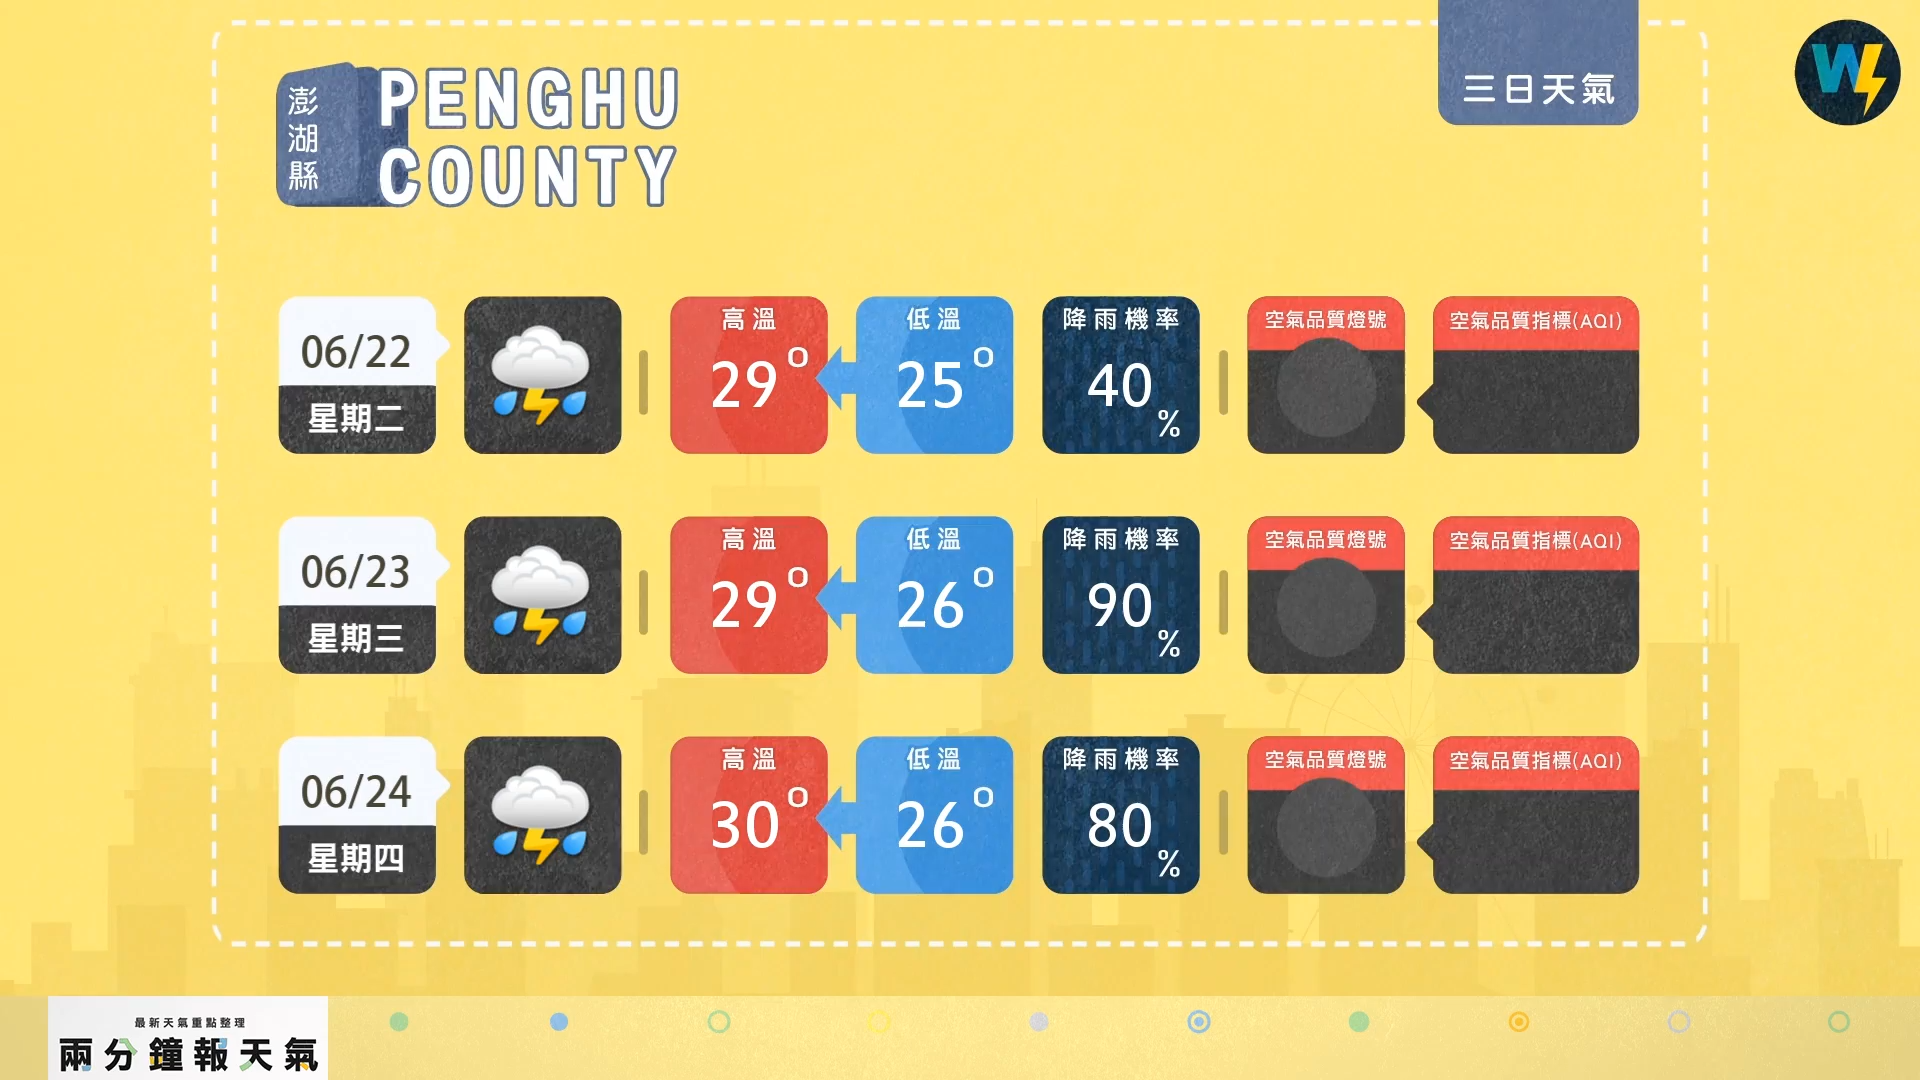 澎湖縣
PENGHU
COUNTY
三日天氣
W
06/22
星期二
高溫
29°
低溫
25°
降雨機率
40%
空氣品質燈號
空氣品質指標(AQI)
06/23
星期三
高溫
29°
低溫
26°
降雨機率
90%
空氣品質燈號
空氣品質指標(AQI)
06/24
星期四
高溫
30°
低溫
26°
降雨機率
80%
空氣品質燈號
空氣品質指標(AQI)
最新天氣重點整理
兩分鐘報天氣